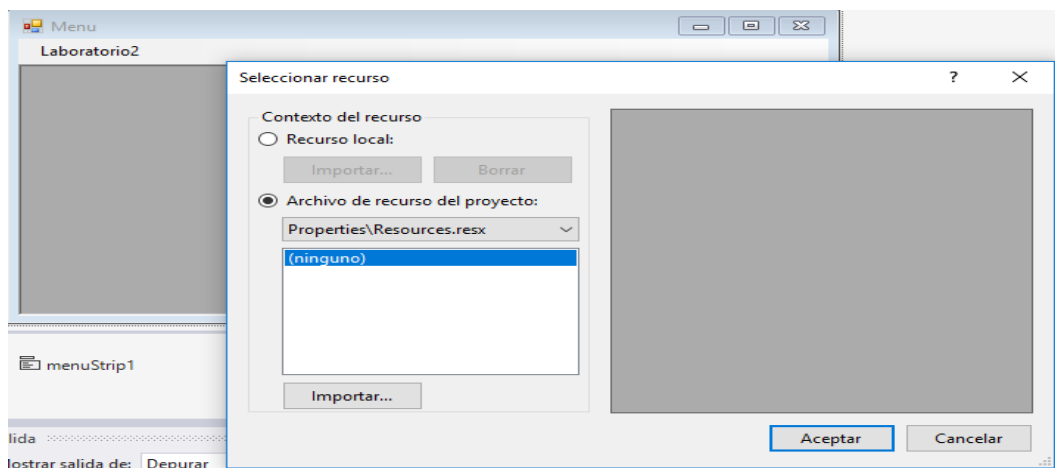 Menu
Laboratorio2
Seleccionar recurso
?
Contexto del recurso
Recurso local:
Importar...
Borrar
Archivo de recurso del proyecto:
Properties\Resources.resx
(ninguno)
Importar...
Aceptar
Cancelar
menuStrip1
lida
lostrar salida de: Depurar